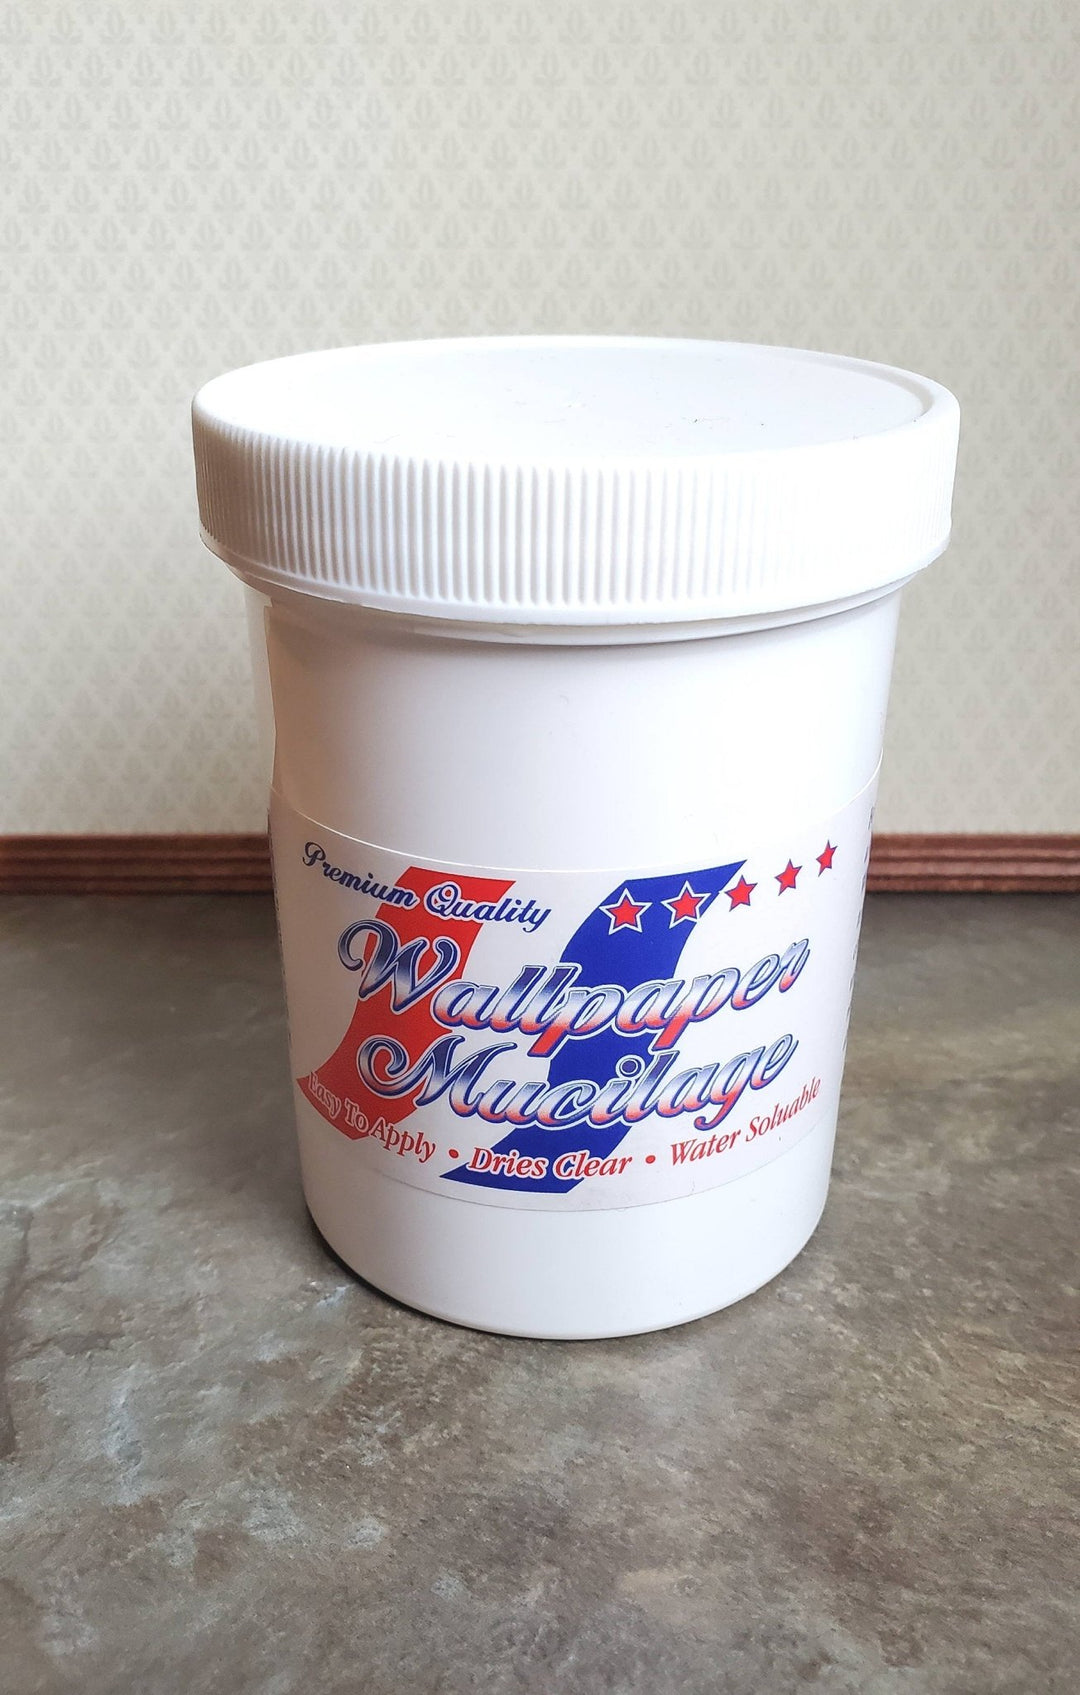 Premium Quality
Wallpaper
Mucilage
Easy To Apply • Dries Clear • Water Soluable